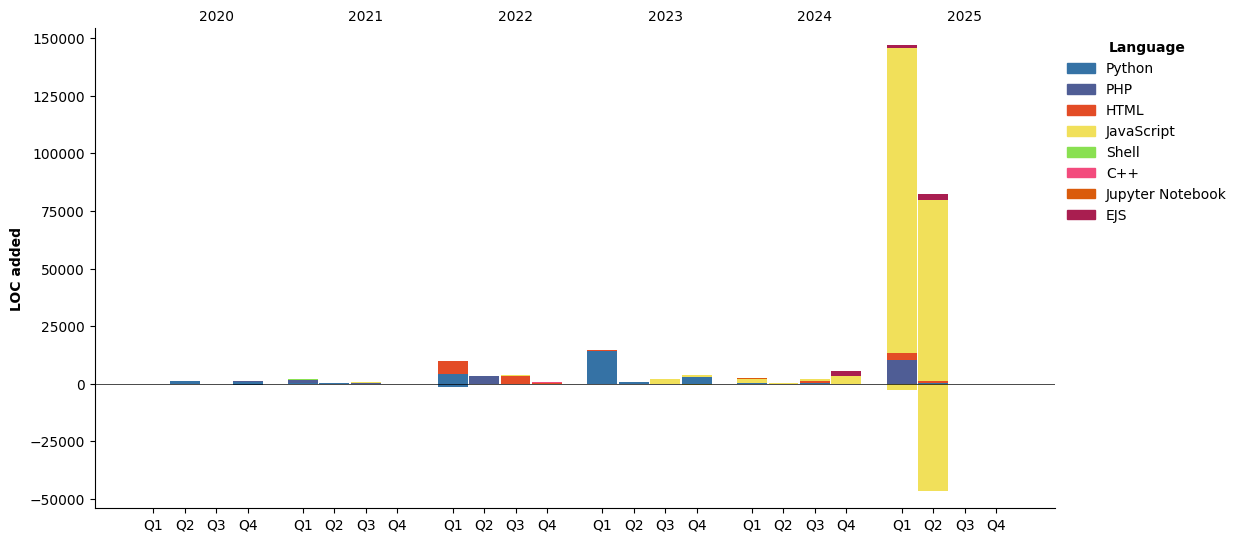 2020 2021 2022 2023 2024 2025
150000
125000
100000
75000
50000
25000
0
−25000
−50000
LOC added
Q1 Q2 Q3 Q4 Q1 Q2 Q3 Q4 Q1 Q2 Q3 Q4 Q1 Q2 Q3 Q4 Q1 Q2 Q3 Q4 Q1 Q2 Q3 Q4
Language
Python
PHP
HTML
JavaScript
Shell
C++
Jupyter Notebook
EJS